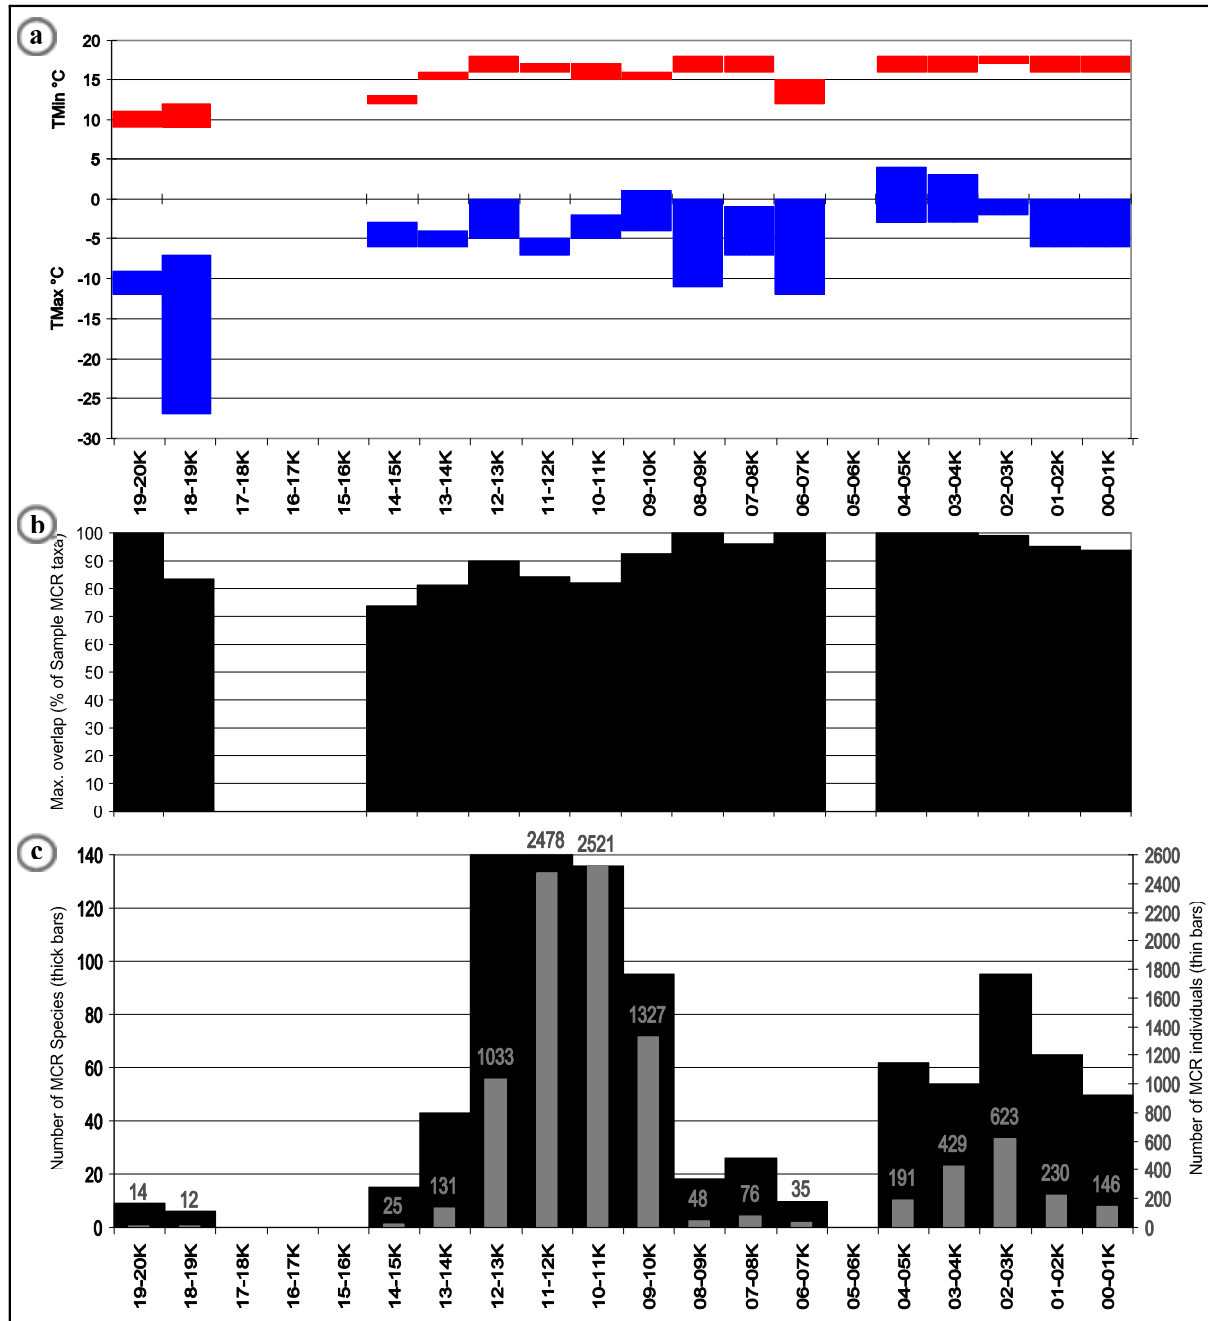 a
20
15
10
5
0
-5
-10
-15
-20
-25
-30
TMin °C
TMax °C
19-20K
18-19K
17-18K
16-17K
15-16K
14-15K
13-14K
12-13K
11-12K
10-11K
09-10K
08-09K
07-08K
06-07K
05-06K
04-05K
03-04K
02-03K
01-02K
00-01K
b
100
90
80
70
60
50
40
30
20
10
0
Max. overlap (% of Sample MCR taxa)
c
140
120
100
80
60
40
20
0
Number of MCR Species (thick bars)
14
12
25
131
1033
2478
2521
1327
48
76
35
191
429
623
230
146
2600
2400
2200
2000
1800
1600
1400
1200
1000
800
600
400
200
0
Number of MCR individuals (thin bars)
19-20K
18-19K
17-18K
16-17K
15-16K
14-15K
13-14K
12-13K
11-12K
10-11K
09-10K
08-09K
07-08K
06-07K
05-06K
04-05K
03-04K
02-03K
01-02K
00-01K